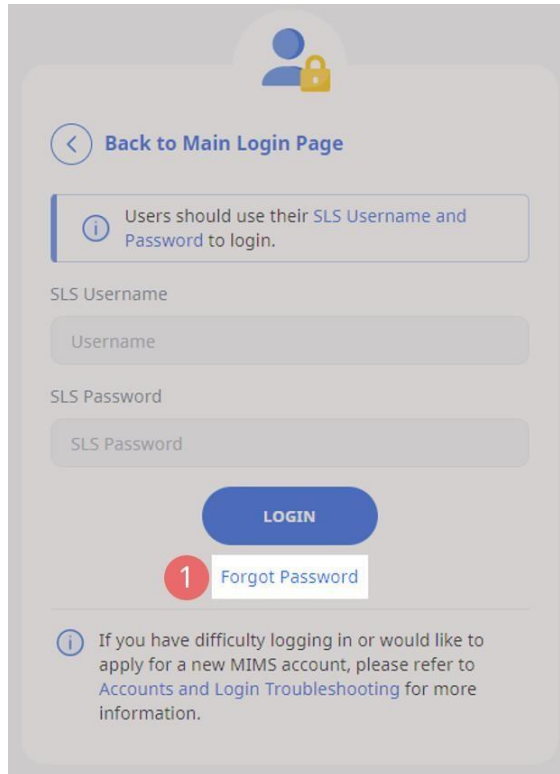 Back to Main Login Page
Users should use their SLS Username and
Password to login.
SLS Username
Username
SLS Password
SLS Password
LOGIN
1
Forgot Password
If you have difficulty logging in or would like to
apply for a new MIMS account, please refer to
Accounts and Login Troubleshooting for more
information.